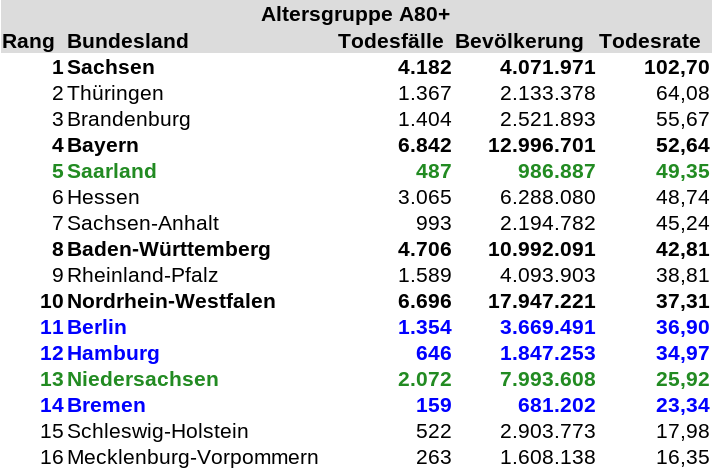 Altersgruppe A80+
Rang Bundesland Todesfälle Bevölkerung Todesrate
1 Sachsen 4.182 4.071.971 102,70
2 Thüringen 1.367 2.133.378 64,08
3 Brandenburg 1.404 2.521.893 55,67
4 Bayern 6.842 12.996.701 52,64
5 Saarland 487 986.887 49,35
6 Hessen 3.065 6.288.080 48,74
7 Sachsen-Anhalt 993 2.194.782 45,24
8 Baden-Württemberg 4.706 10.992.091 42,81
9 Rheinland-Pfalz 1.589 4.093.903 38,81
10 Nordrhein-Westfalen 6.696 17.947.221 37,31
11 Berlin 1.354 3.669.491 36,90
12 Hamburg 646 1.847.253 34,97
13 Niedersachsen 2.072 7.993.608 25,92
14 Bremen 159 681.202 23,34
15 Schleswig-Holstein 522 2.903.773 17,98
16 Mecklenburg-Vorpommern 263 1.608.138 16,35